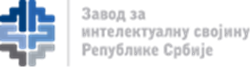 Завод за
интелектуалну својину
Републике Србије